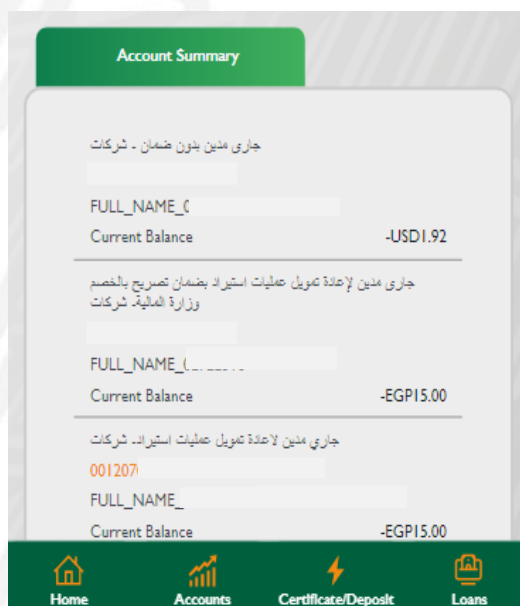 Account Summary
جارى مدين بدون ضمان - شركات
FULL_NAME_0
Current Balance -USD1.92
جارى مدين لإعادة تمويل عمليات استيراد بضمان تصريح بالخصم
وزارة المالية- شركات
FULL_NAME_
Current Balance -EGP15.00
جاري مدين لاعادة تمويل عمليات استيراد- شركات
001207
FULL_NAME_
Current Balance -EGP15.00
Home Accounts Certificate/Deposit Loans